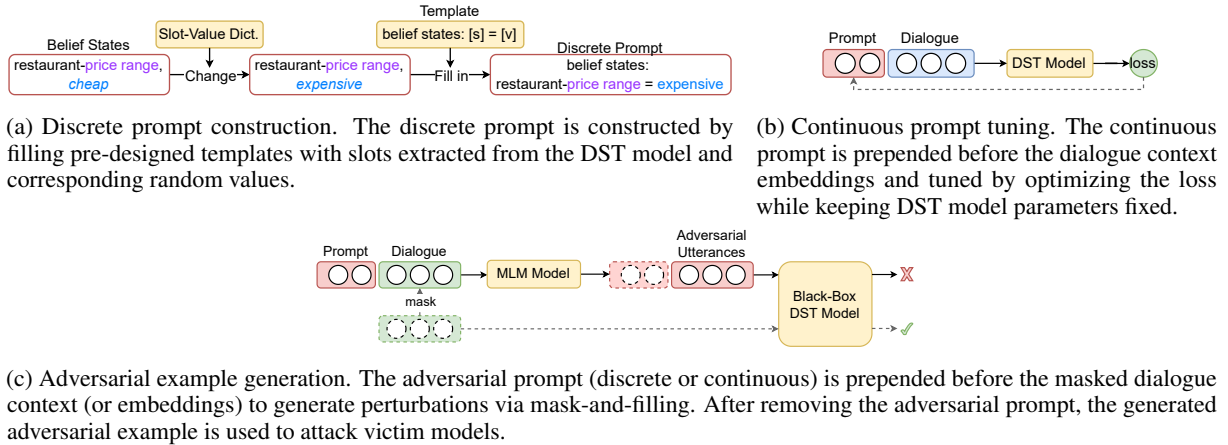 Belief States
restaurant-price range,
cheap
Slot-Value Dict.
Change
restaurant-price range,
expensive
Template
belief states: [s] = [v]
Fill in
Discrete Prompt
belief states:
restaurant-price range = expensive
(a) Discrete prompt construction. The discrete prompt is constructed by
filling pre-designed templates with slots extracted from the DST model and
corresponding random values.
Prompt
Dialogue
DST Model
loss
(b) Continuous prompt tuning. The continuous
prompt is prepended before the dialogue context
embeddings and tuned by optimizing the loss
while keeping DST model parameters fixed.
Prompt
Dialogue
mask
MLM Model
Adversarial
Utterances
Black-Box
DST Model
(c) Adversarial example generation. The adversarial prompt (discrete or continuous) is prepended before the masked dialogue
context (or embeddings) to generate perturbations via mask-and-filling. After removing the adversarial prompt, the generated
adversarial example is used to attack victim models.